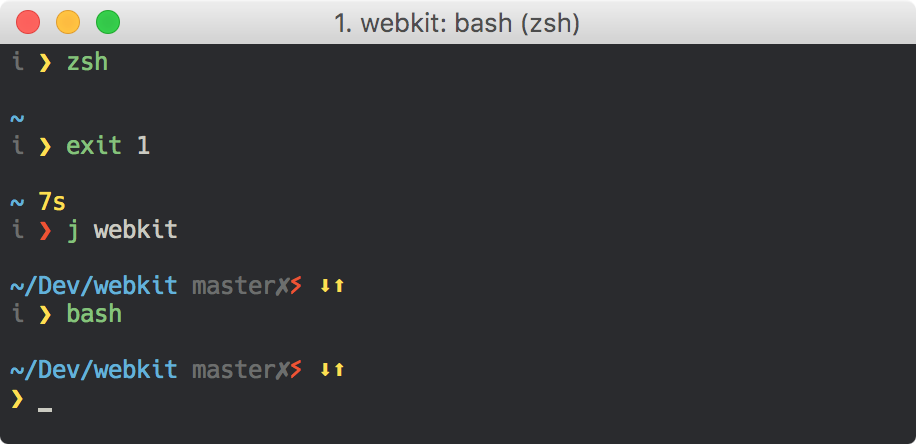 1. webkit: bash (zsh)
i ❯ zsh
~
i ❯ exit 1
~ 7s
i ❯ j webkit
~/Dev/webkit master✗⚡ ⬇⬆
i ❯ bash
~/Dev/webkit master✗⚡ ⬇⬆
❯ _